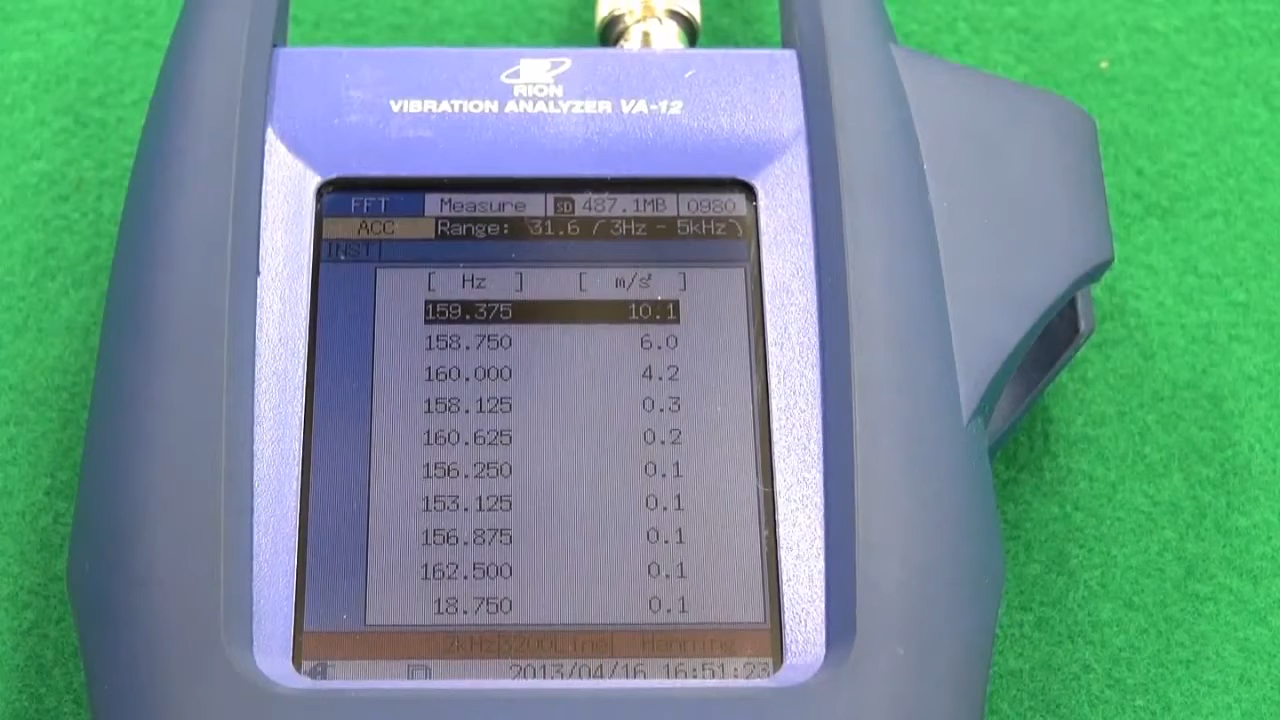 RION
VIBRATION ANALYZER VA-12
FFT Measure SD 487.1MB 0980
ACC Range: 31.6 (3Hz - 5kHz)
INST
[ Hz ] [ m/s² ]
159.375 10.1
158.750 6.0
160.000 4.2
158.125 0.3
160.625 0.2
156.250 0.1
153.125 0.1
156.875 0.1
162.500 0.1
18.750 0.1
2kHz 3200Line Hanning
2013/04/16 16:51:23